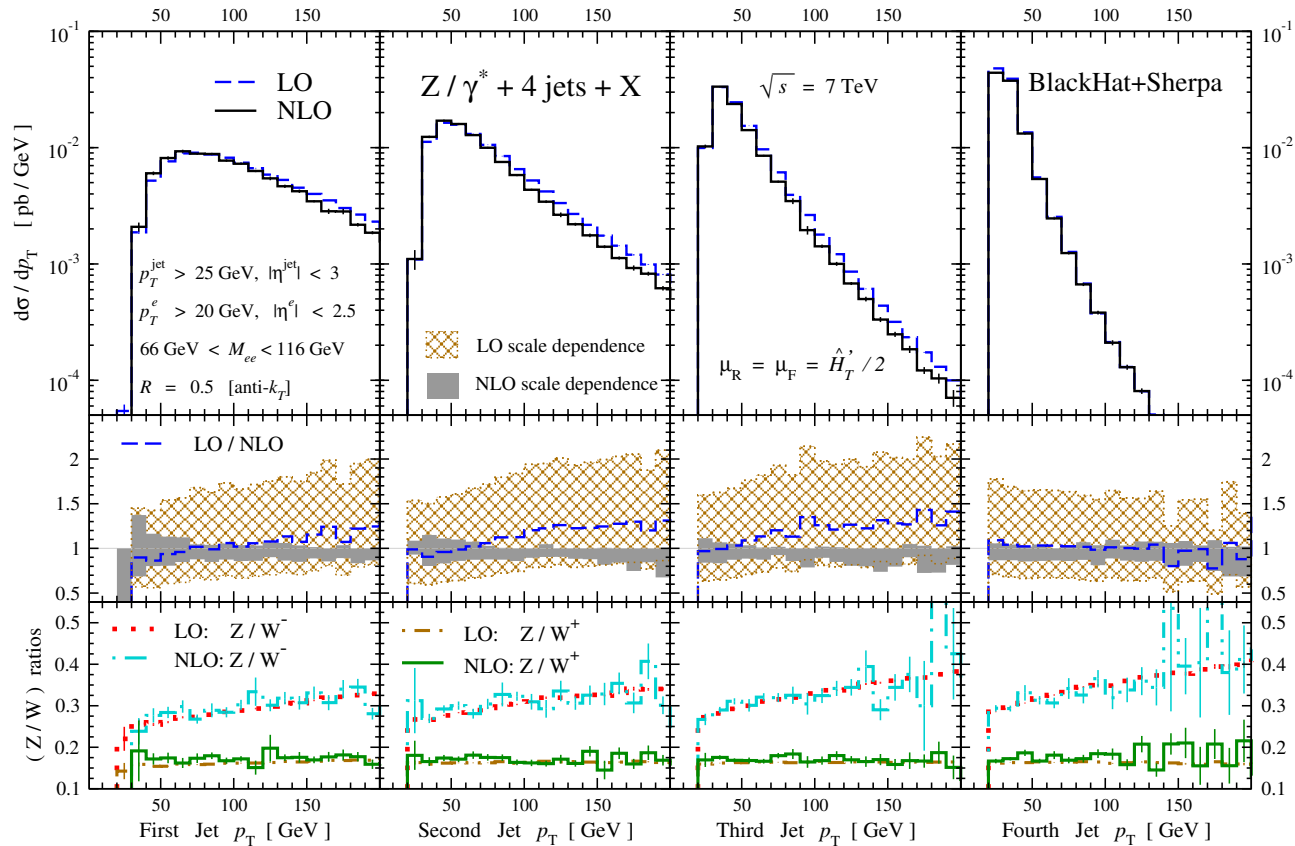 50 100 150 50 100 150 50 100 150 50 100 150
10^-1 10^-1
LO
NLO
Z / γ* + 4 jets + X
√s = 7 TeV
BlackHat+Sherpa
10^-2 10^-2
dσ / dp_T [ pb / GeV ]
p_T^jet > 25 GeV, |η^jet| < 3
p_T^e > 20 GeV, |η^e| < 2.5
66 GeV < M_ee < 116 GeV
R = 0.5 [anti-k_T]
10^-3 10^-3
LO scale dependence
NLO scale dependence
μ_R = μ_F = Ĥ_T' / 2
10^-4 10^-4
LO / NLO
2 2
1.5 1.5
1 1
0.5 0.5
( Z / W ) ratios
LO: Z / W^-
NLO: Z / W^-
LO: Z / W^+
NLO: Z / W^+
0.5 0.5
0.4 0.4
0.3 0.3
0.2 0.2
0.1 0.1
50 100 150 50 100 150 50 100 150 50 100 150
First Jet p_T [ GeV ]
Second Jet p_T [ GeV ]
Third Jet p_T [ GeV ]
Fourth Jet p_T [ GeV ]